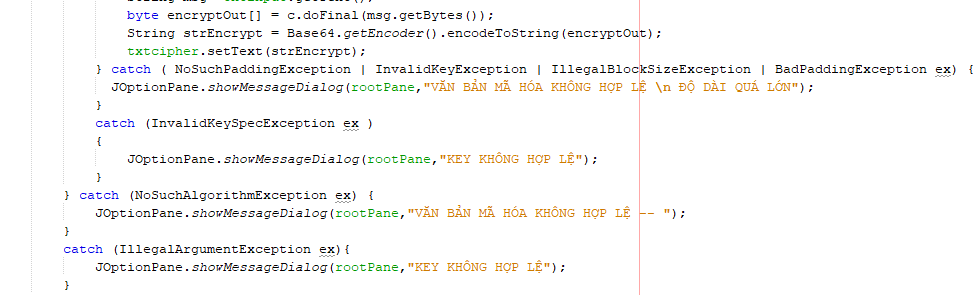 byte encryptOut[] = c.doFinal(msg.getBytes());
String strEncrypt = Base64.getEncoder().encodeToString(encryptOut);
txtcipher.setText(strEncrypt);
} catch ( NoSuchPaddingException | InvalidKeyException | IllegalBlockSizeException | BadPaddingException ex) {
JOptionPane.showMessageDialog(rootPane,"VĂN BẢN MÃ HÓA KHÔNG HỢP LỆ \n ĐỘ DÀI QUÁ LỚN");
}
catch (InvalidKeySpecException ex )
{
JOptionPane.showMessageDialog(rootPane,"KEY KHÔNG HỢP LỆ");
}
} catch (NoSuchAlgorithmException ex) {
JOptionPane.showMessageDialog(rootPane,"VĂN BẢN MÃ HÓA KHÔNG HỢP LỆ -- ");
}
catch (IllegalArgumentException ex){
JOptionPane.showMessageDialog(rootPane,"KEY KHÔNG HỢP LỆ");
}